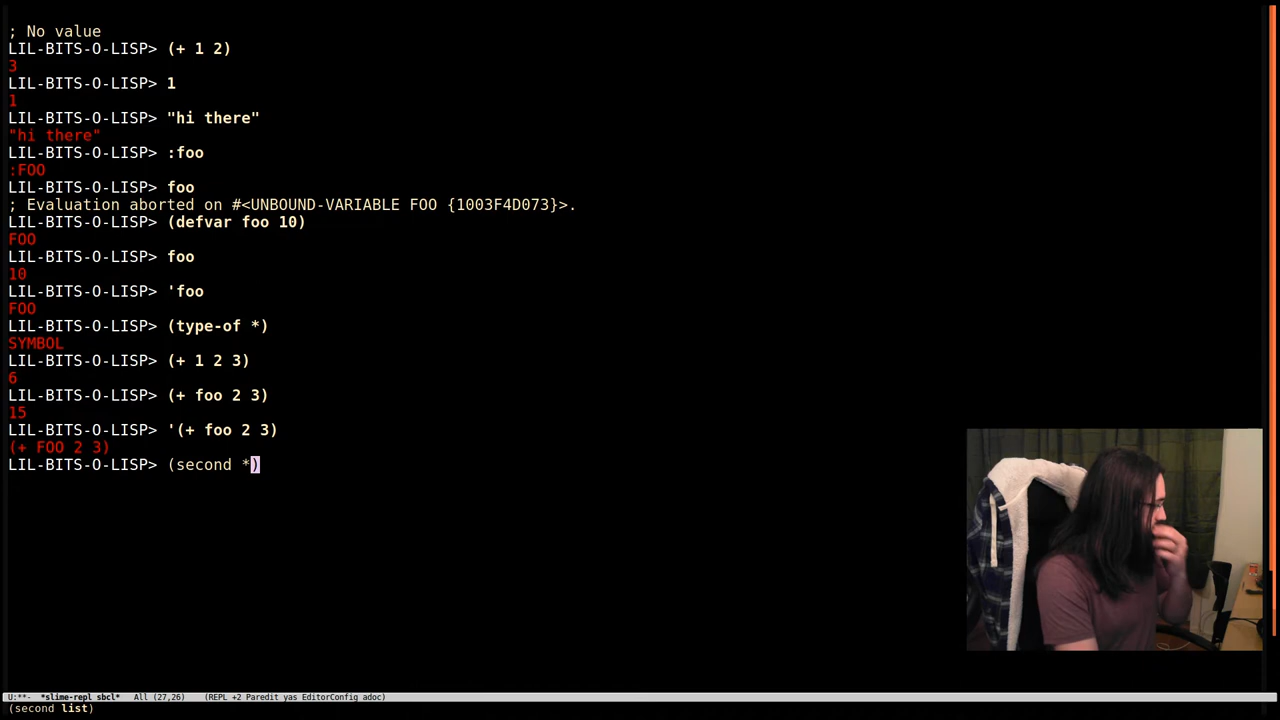 ; No value
LIL-BITS-O-LISP> (+ 1 2)
3
LIL-BITS-O-LISP> 1
1
LIL-BITS-O-LISP> "hi there"
"hi there"
LIL-BITS-O-LISP> :foo
:FOO
LIL-BITS-O-LISP> foo
; Evaluation aborted on #<UNBOUND-VARIABLE FOO {1003F4D073}>.
LIL-BITS-O-LISP> (defvar foo 10)
FOO
LIL-BITS-O-LISP> foo
10
LIL-BITS-O-LISP> 'foo
FOO
LIL-BITS-O-LISP> (type-of *)
SYMBOL
LIL-BITS-O-LISP> (+ 1 2 3)
6
LIL-BITS-O-LISP> (+ foo 2 3)
15
LIL-BITS-O-LISP> '(+ foo 2 3)
(+ FOO 2 3)
LIL-BITS-O-LISP> (second *)
U:**-  *slime-repl sbcl*  All (27,26)  (REPL +2 Paredit yas EditorConfig adoc)
(second list)